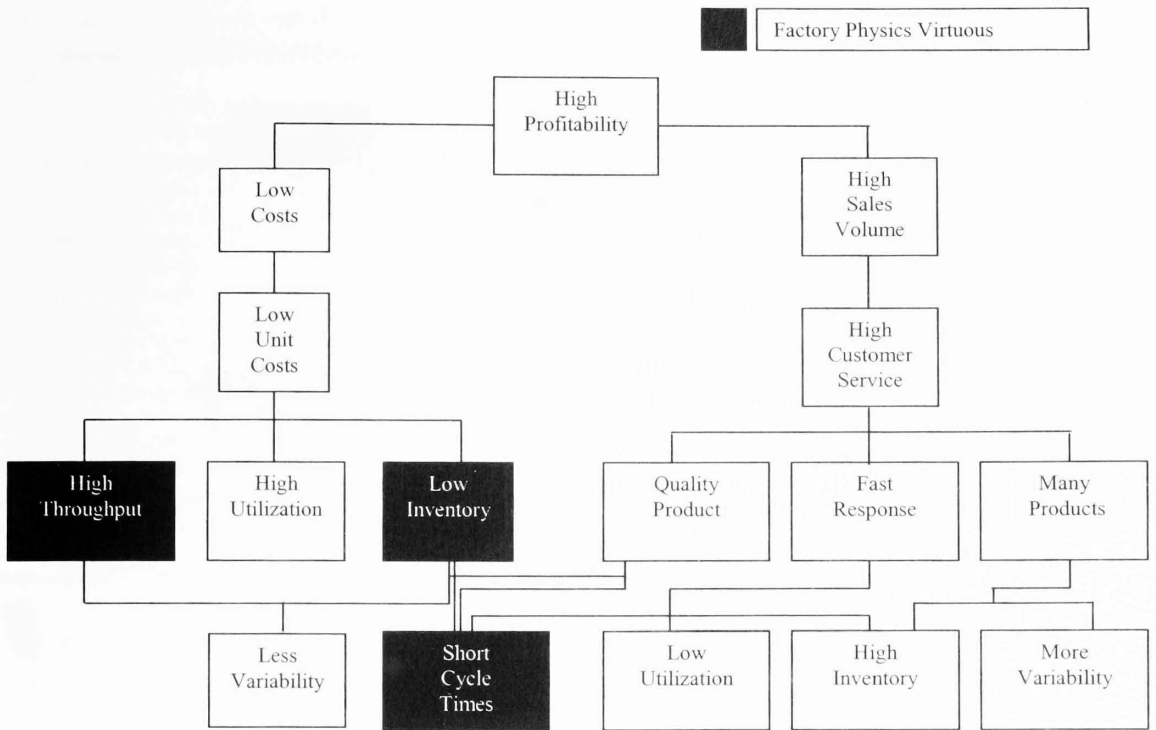 Factory Physics Virtuous
High
Profitability
Low
Costs
High
Sales
Volume
Low
Unit
Costs
High
Customer
Service
High
Throughput
High
Utilization
Low
Inventory
Quality
Product
Fast
Response
Many
Products
Less
Variability
Short
Cycle
Times
Low
Utilization
High
Inventory
More
Variability